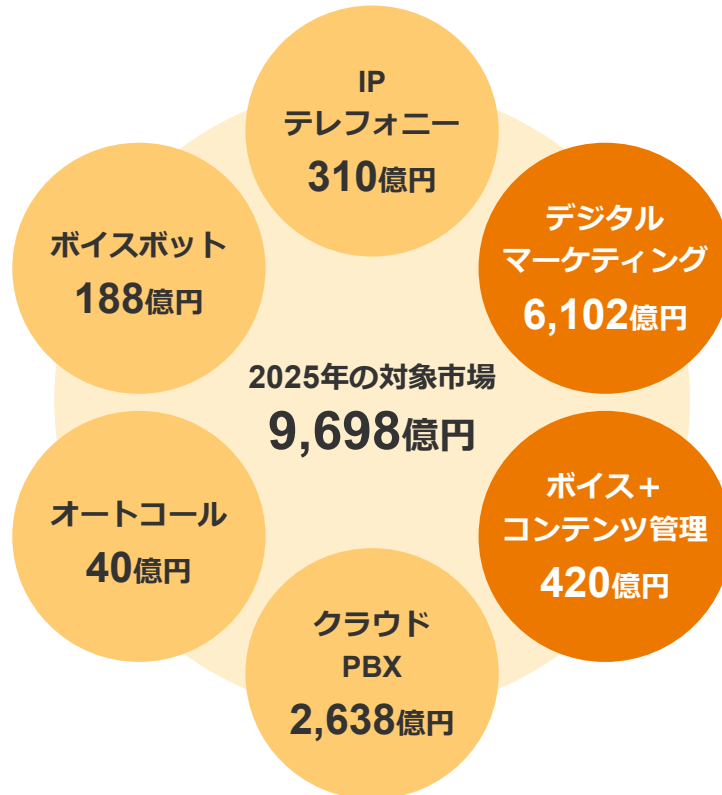 IP
テレフォニー
310億円
デジタル
マーケティング
6,102億円
ボイスボット
188億円
2025年の対象市場
9,698億円
オートコール
40億円
ボイス＋
コンテンツ管理
420億円
クラウド
PBX
2,638億円